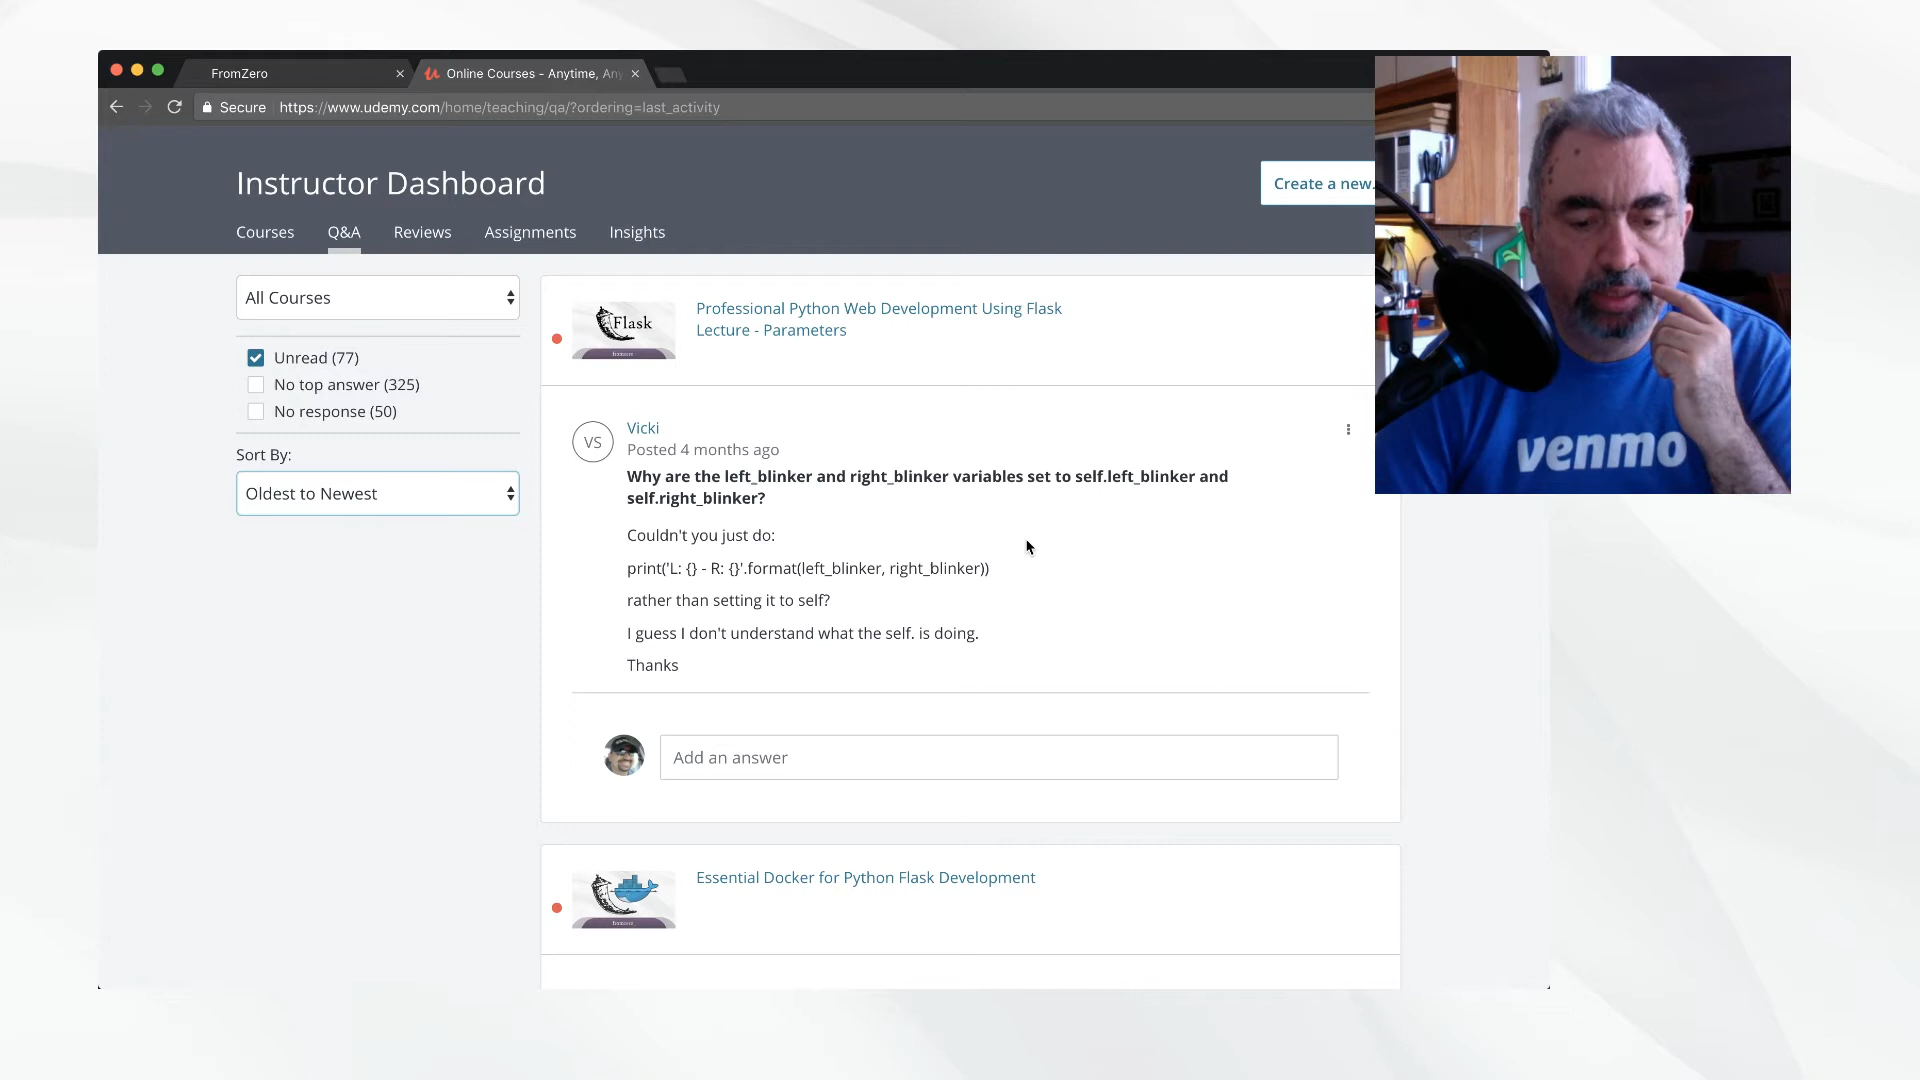 FromZero
Online Courses - Anytime, Any
Secure
https://www.udemy.com/home/teaching/qa/?ordering=last_activity
Instructor Dashboard
Create a new.
Courses
Q&A
Reviews
Assignments
Insights
All Courses
Unread (77)
No top answer (325)
No response (50)
Sort By:
Oldest to Newest
Flask
Professional Python Web Development Using Flask
Lecture - Parameters
VS
Vicki
Posted 4 months ago
Why are the left_blinker and right_blinker variables set to self.left_blinker and
self.right_blinker?
Couldn't you just do:
print('L: {} - R: {}'.format(left_blinker, right_blinker))
rather than setting it to self?
I guess I don't understand what the self. is doing.
Thanks
Add an answer
Essential Docker for Python Flask Development
venmo